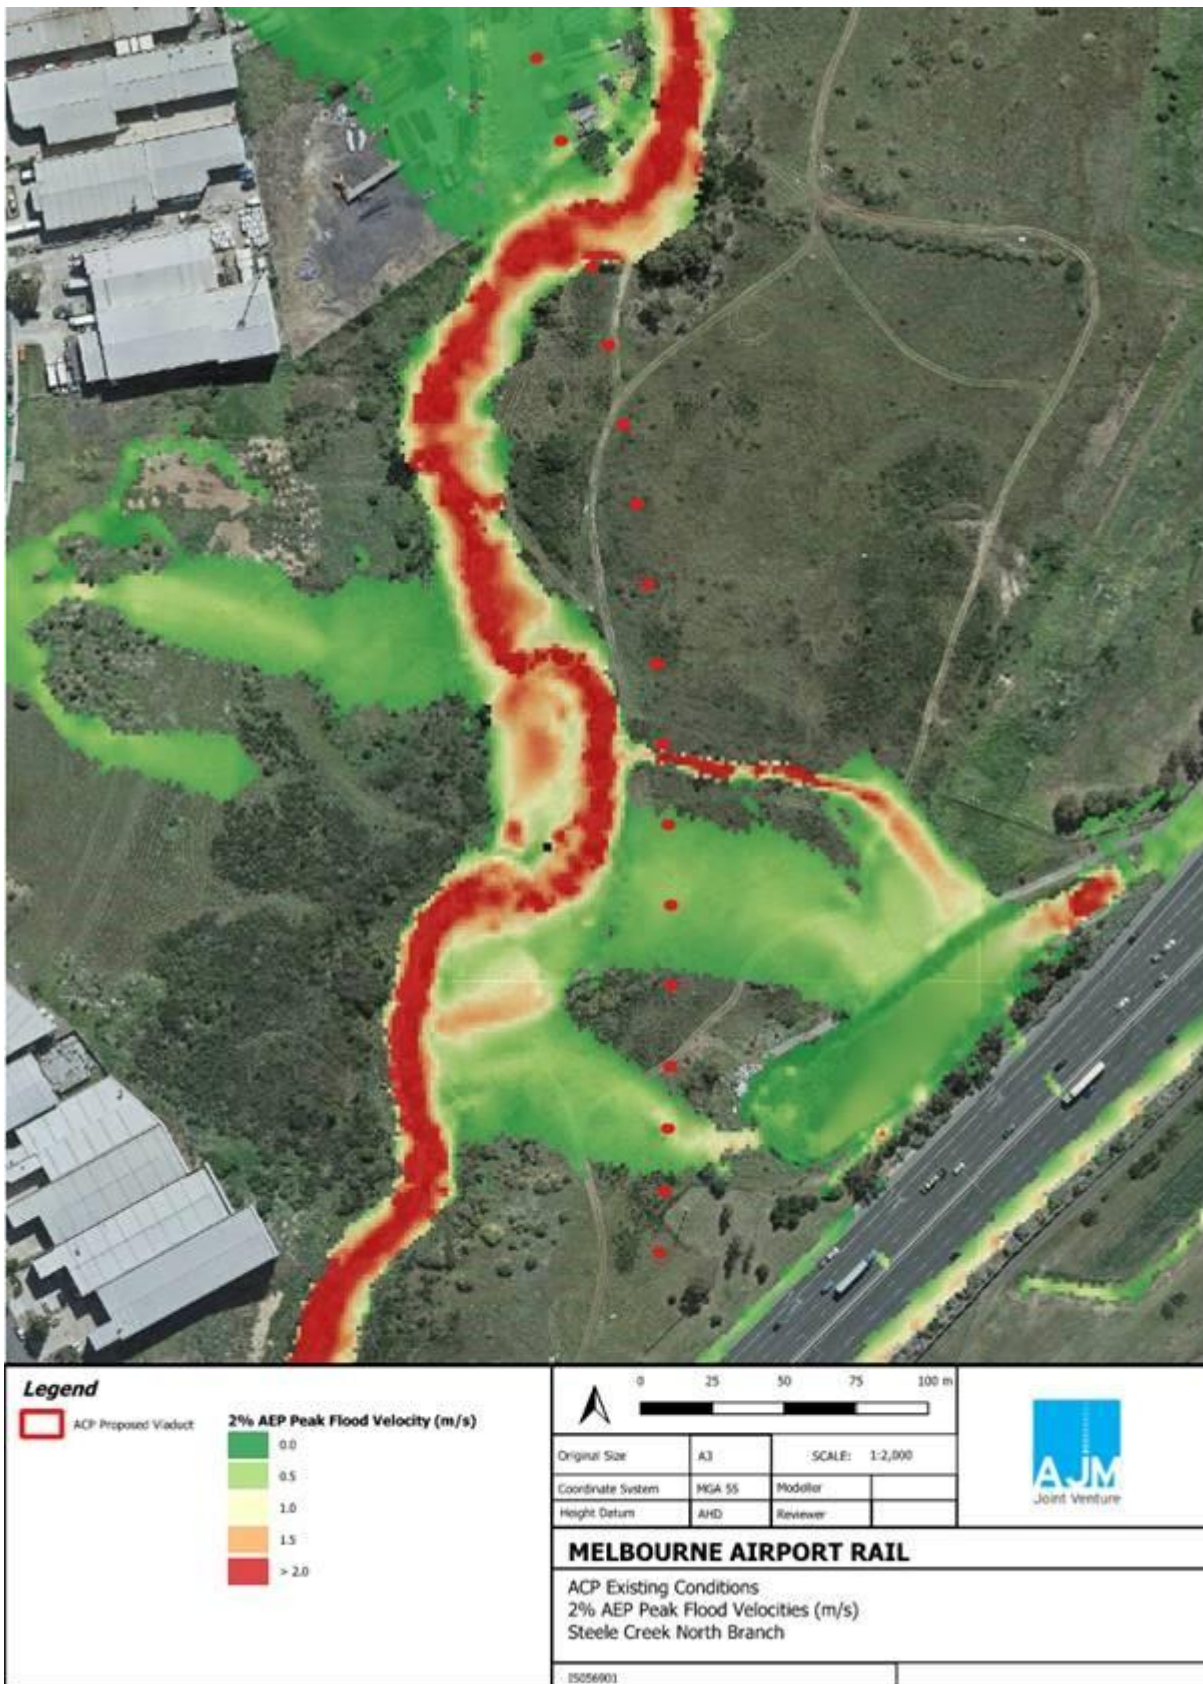 Legend
ACP Proposed Viaduct
2% AEP Peak Flood Velocity (m/s)
0.0
0.5
1.0
1.5
> 2.0
0 25 50 75 100 m
Original Size A3 SCALE: 1:2,000
Coordinate System MGA 55 Modeller
Height Datum AHD Reviewer
AJM
Joint Venture
MELBOURNE AIRPORT RAIL
ACP Existing Conditions
2% AEP Peak Flood Velocities (m/s)
Steele Creek North Branch
IS056901